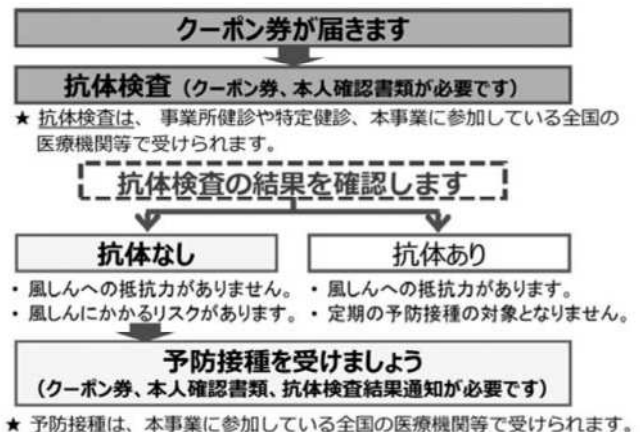 クーポン券が届きます
抗体検査（クーポン券、本人確認書類が必要です）
★ 抗体検査は、事業所健診や特定健診、本事業に参加している全国の
医療機関等で受けられます。
抗体検査の結果を確認します
抗体なし
・風しんへの抵抗力がありません。
・風しんにかかるリスクがあります。
抗体あり
・風しんへの抵抗力があります。
・定期の予防接種の対象となりません。
予防接種を受けましょう
（クーポン券、本人確認書類、抗体検査結果通知が必要です）
★ 予防接種は、本事業に参加している全国の医療機関等で受けられます。